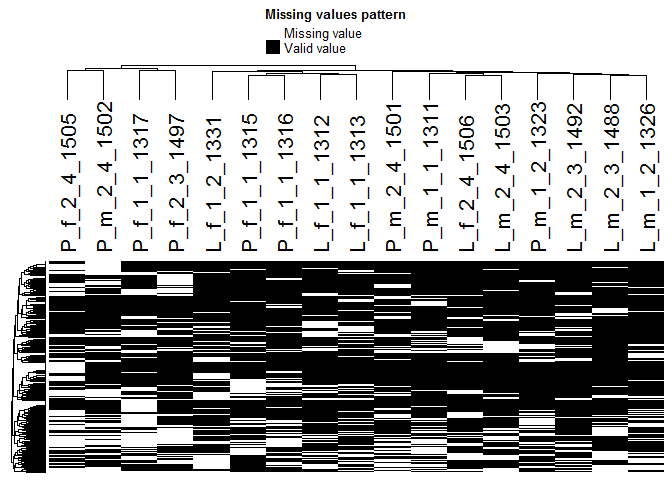 Missing values pattern
Missing value
Valid value
P_f_2_4_1505
P_m_2_4_1502
P_f_1_1_1317
P_f_2_3_1497
L_f_1_2_1331
P_f_1_1_1315
P_f_1_1_1316
L_f_1_1_1312
L_f_1_1_1313
P_m_2_4_1501
P_m_1_1_1311
L_f_2_4_1506
L_m_2_4_1503
P_m_1_2_1323
L_m_2_3_1492
L_m_2_3_1488
L_m_1_2_1326